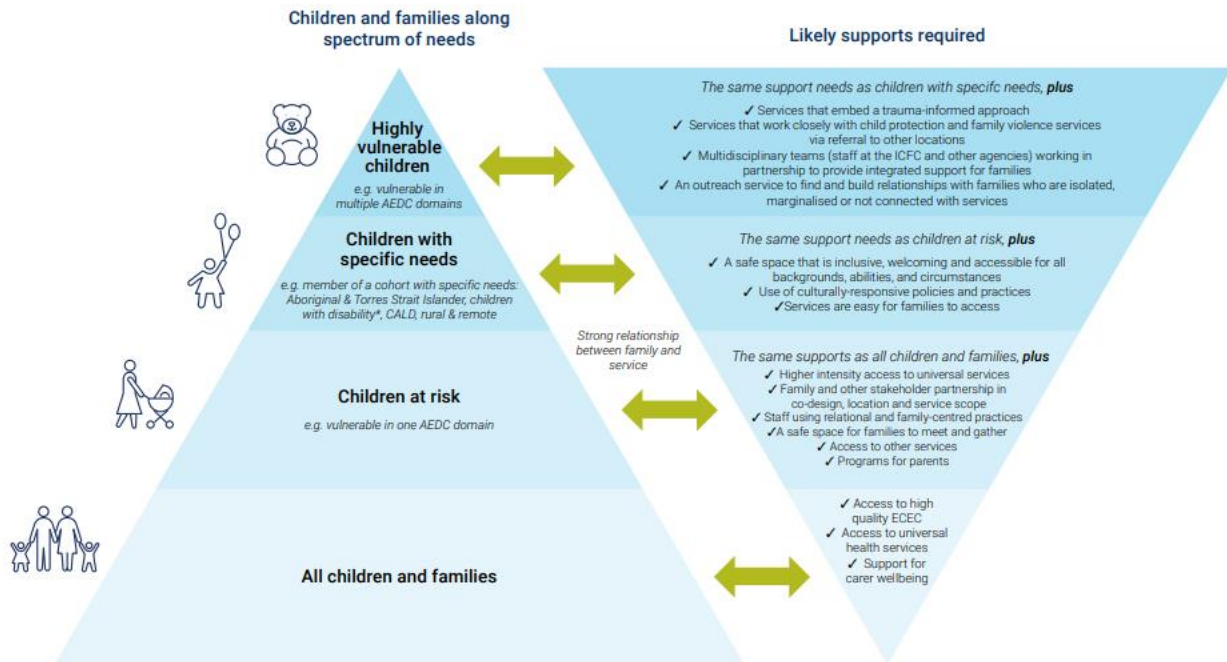 Children and families along
spectrum of needs
Likely supports required
Highly
vulnerable
children
e.g. vulnerable in
multiple AEDC domains
The same support needs as children with specifc needs, plus
✓ Services that embed a trauma-informed approach
✓ Services that work closely with child protection and family violence services
via referral to other locations
✓ Multidisciplinary teams (staff at the ICFC and other agencies) working in
partnership to provide integrated support for families
✓ An outreach service to find and build relationships with families who are isolated,
marginalised or not connected with services
Children with
specific needs
e.g. member of a cohort with specific needs:
Aboriginal & Torres Strait Islander, children
with disability*, CALD, rural & remote
The same support needs as children at risk, plus
✓ A safe space that is inclusive, welcoming and accessible for all
backgrounds, abilities, and circumstances
✓ Use of culturally-responsive policies and practices
✓Services are easy for families to access
Strong relationship
between family and
service
Children at risk
e.g. vulnerable in one AEDC domain
The same supports as all children and families, plus
✓ Higher intensity access to universal services
✓ Family and other stakeholder partnership in
co-design, location and service scope
✓ Staff using relational and family-centred practices
✓A safe space for families to meet and gather
✓ Access to other services
✓ Programs for parents
All children and families
✓ Access to high
quality ECEC
✓ Access to universal
health services
✓ Support for
carer wellbeing